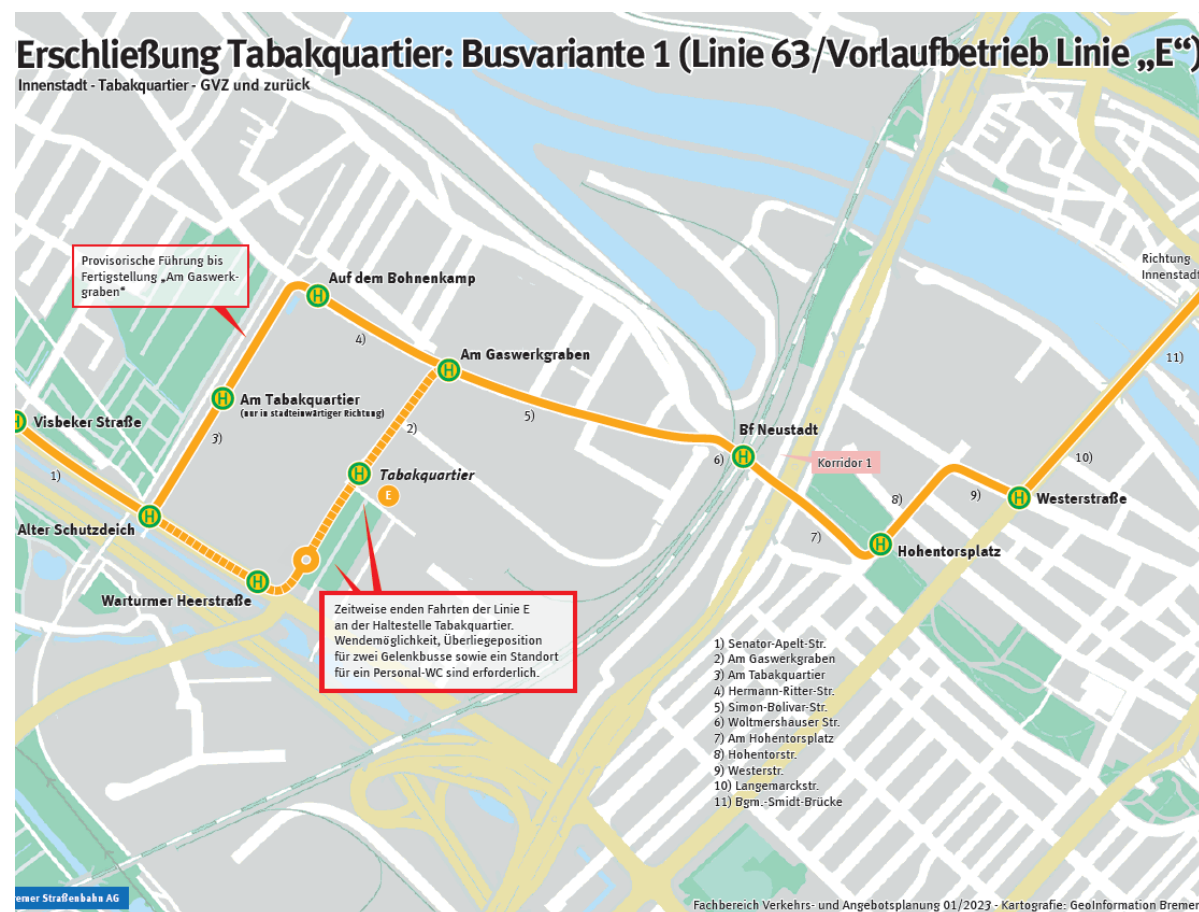 Erschließung Tabakquartier: Busvariante 1 (Linie 63/Vorlaufbetrieb Linie „E“)
Innenstadt - Tabakquartier - GVZ und zurück
Richtung
Innenstadt
Provisorische Führung bis
Fertigstellung „Am Gaswerk-
graben“
Auf dem Bohnenkamp
4)
Am Gaswerkgraben
11)
Am Tabakquartier
(nur in stadteinwärtiger Richtung)
Visbeker Straße
3)
2)
5)
Bf Neustadt
6)
Korridor 1
10)
1)
Tabakquartier
E
8)
9)
Westerstraße
Alter Schutzdeich
7)
Hohentorsplatz
Warturmer Heerstraße
Zeitweise enden Fahrten der Linie E
an der Haltestelle Tabakquartier.
Wendemöglichkeit, Überliegeposition
für zwei Gelenkbusse sowie ein Standort
für ein Personal-WC sind erforderlich.
1) Senator-Apelt-Str.
2) Am Gaswerkgraben
3) Am Tabakquartier
4) Hermann-Ritter-Str.
5) Simon-Bolivar-Str.
6) Woltmershauser Str.
7) Am Hohentorsplatz
8) Hohentorstr.
9) Westerstr.
10) Langemarckstr.
11) Bgm.-Smidt-Brücke
emer Straßenbahn AG
Fachbereich Verkehrs- und Angebotsplanung 01/2023 - Kartografie: GeoInformation Bremen